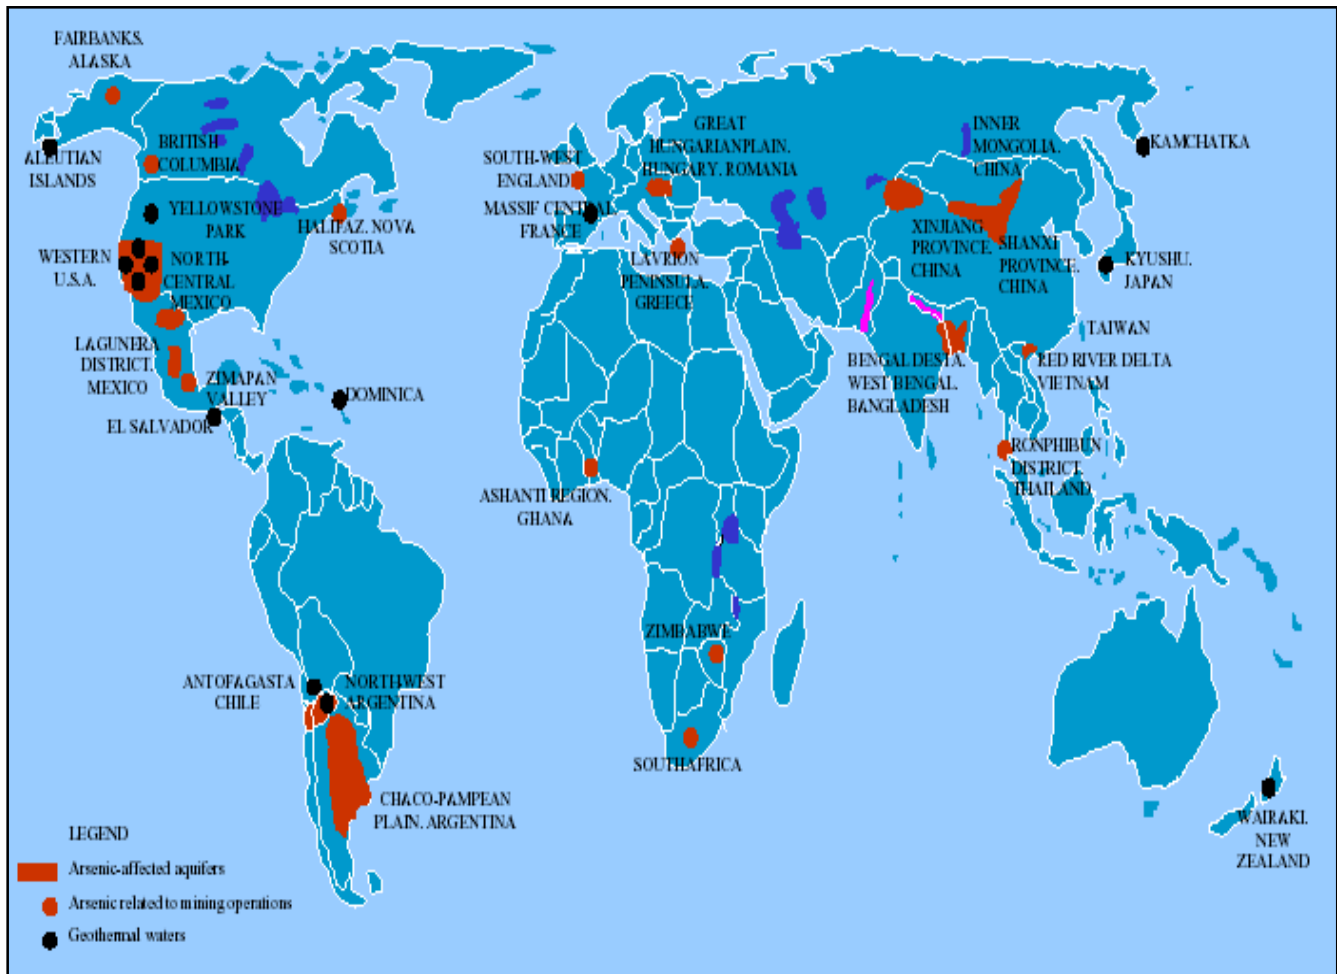 FAIRBANKS.
ALASKA
ALEUTIAN
ISLANDS
BRITISH
COLUMBIA
YELLOWSTONE
PARK
HALIFAZ. NOVA
SCOTIA
WESTERN
U.S.A.
NORTH-
CENTRAL
MEXICO
LAGUNERA
DISTRICT.
MEXICO
ZIMAPAN
VALLEY
EL SALVADOR
DOMINICA
SOUTH-WEST
ENGLAND
MASSIF CENTRAL
FRANCE
GREAT
HUNGARIANPLAIN.
HUNGARY. ROMANIA
LAVRION
PENINSULA.
GREECE
INNER
MONGOLIA.
CHINA
KAMCHATKA
XINJIANG
PROVINCE.
CHINA
SHANXI
PROVINCE.
CHINA
KYUSHU.
JAPAN
TAIWAN
BENGAL DESTA.
WEST BENGAL.
BANGLADESH
RED RIVER DELTA
VIETNAM
RONPHIBUN
DISTRICT.
THAILAND
ASHANTI REGION.
GHANA
ZIMBABWE
SOUTHAFRICA
ANTOFAGASTA
CHILE
NORTH-WEST
ARGENTINA
CHACO-PAMPEAN
PLAIN. ARGENTINA
WAIRAKI.
NEW
ZEALAND
LEGEND
Arsenic-affected aquifers
Arsenic related to mining operations
Geothermal waters